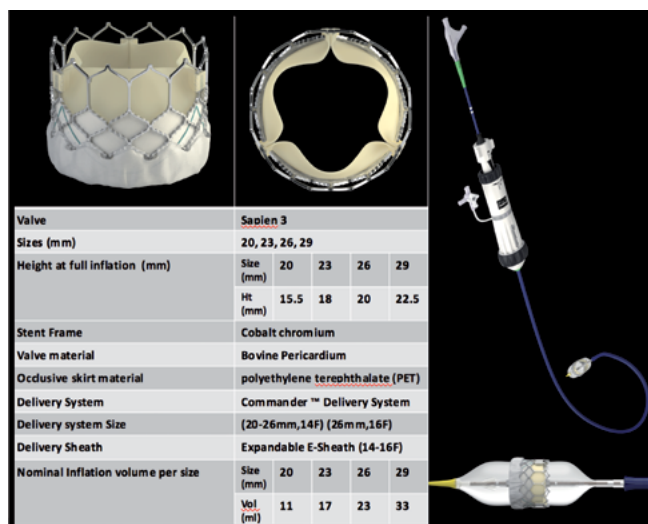 Valve Sapien 3
Sizes (mm) 20, 23, 26, 29
Height at full inflation (mm) Size (mm) 20 23 26 29
Ht (mm) 15.5 18 20 22.5
Stent Frame Cobalt chromium
Valve material Bovine Pericardium
Occlusive skirt material polyethylene terephthalate (PET)
Delivery System Commander ™ Delivery System
Delivery system Size (20-26mm,14F) (26mm,16F)
Delivery Sheath Expandable E-Sheath (14-16F)
Nominal Inflation volume per size Size (mm) 20 23 26 29
Vol (ml) 11 17 23 33